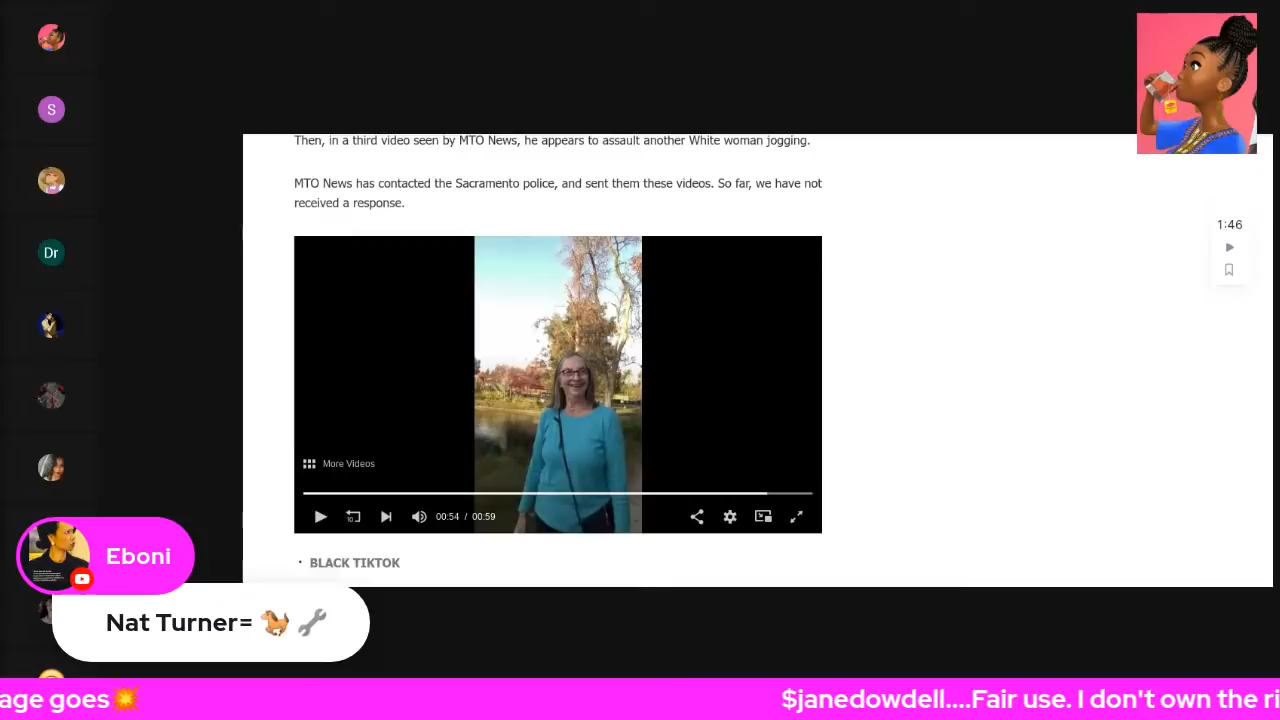 Then, in a third video seen by MTO News, he appears to assault another White woman jogging.
MTO News has contacted the Sacramento police, and sent them these videos. So far, we have not
received a response.
1:46
S
Dr
More Videos
10
00:54 / 00:59
• BLACK TIKTOK
Eboni
Nat Turner= 🐎 🔧
age goes💥 $janedowdell....Fair use. I don't own the ri